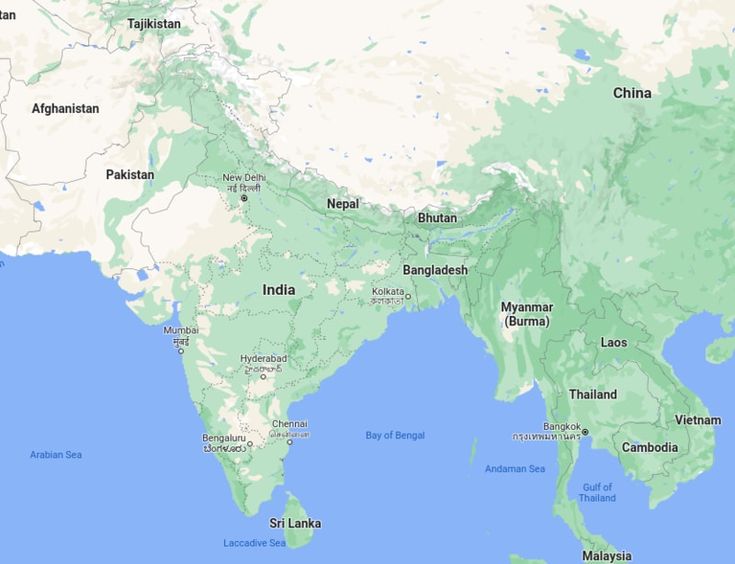 tan
Tajikistan
China
Afghanistan
Pakistan
New Delhi
नई दिल्ली
Nepal
Bhutan
Bangladesh
India
Kolkata
কলকাতা
Myanmar
(Burma)
Mumbai
मुंबई
Laos
Hyderabad
హైదరాబాద్
Thailand
Vietnam
Chennai
சென்னை
Bangkok
กรุงเทพมหานคร
Bay of Bengal
Bengaluru
ಬೆಂಗಳೂರು
Cambodia
Arabian Sea
Andaman Sea
Gulf of
Thailand
Sri Lanka
Laccadive Sea
Malaysia